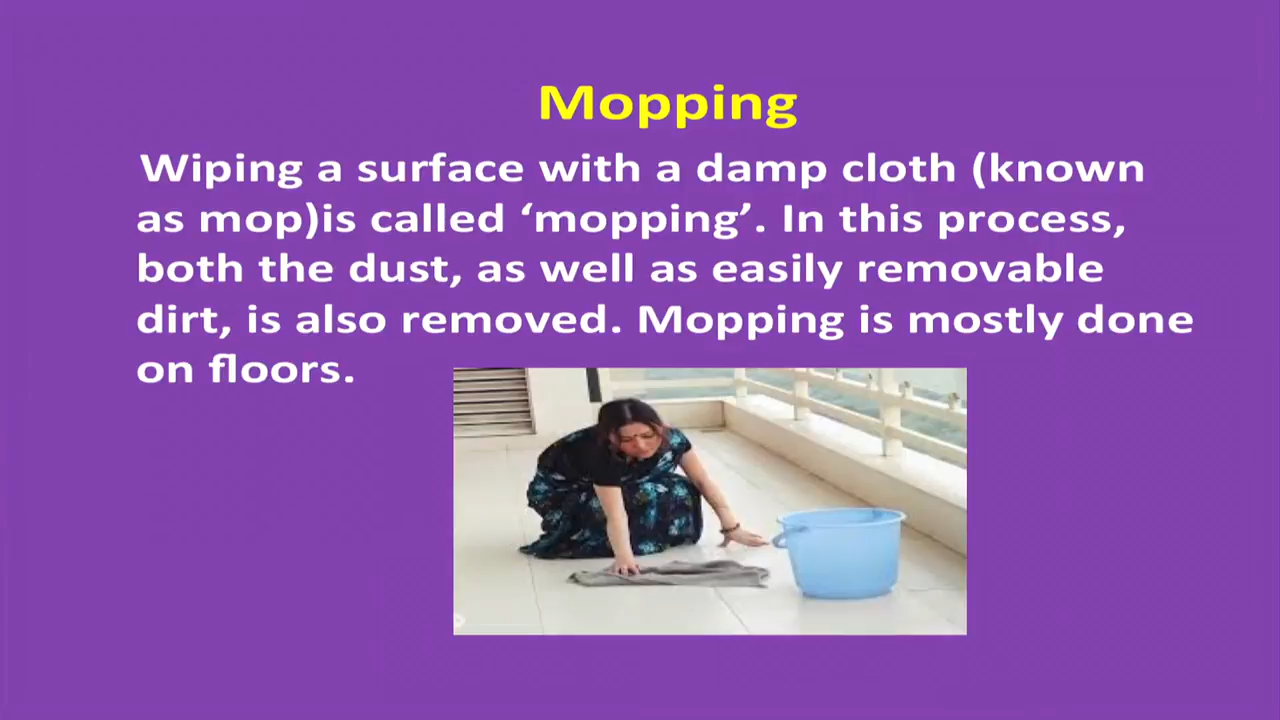 Mopping
Wiping a surface with a damp cloth (known
as mop)is called ‘mopping’. In this process,
both the dust, as well as easily removable
dirt, is also removed. Mopping is mostly done
on floors.